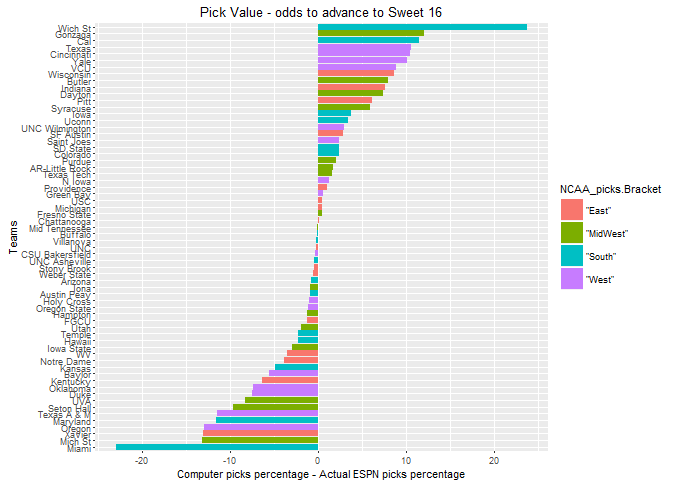 Pick Value - odds to advance to Sweet 16
Teams
Wich St
Gonzaga
Cal
Texas
Cincinnati
Yale
VCU
Wisconsin
Butler
Indiana
Dayton
Pitt
Syracuse
Iowa
Uconn
UNC Wilmington
SF Austin
Saint Joes
SD State
Colorado
Purdue
AR-Little Rock
Texas Tech
N Iowa
Providence
Green Bay
USC
Michigan
Fresno State
Chattanooga
Mid Tennessee
Buffalo
Villanova
UNC
CSU Bakersfield
UNC Asheville
Stony Brook
Weber State
Arizona
Iona
Austin Peay
Holy Cross
Oregon State
Hampton
FGCU
Utah
Temple
Hawaii
Iowa State
WV
Notre Dame
Kansas
Baylor
Kentucky
Oklahoma
Duke
UVA
Seton Hall
Texas A & M
Maryland
Oregon
Xavier
Mich St
Miami
-20 -10 0 10 20
Computer picks percentage - Actual ESPN picks percentage
NCAA_picks.Bracket
"East"
"MidWest"
"South"
"West"